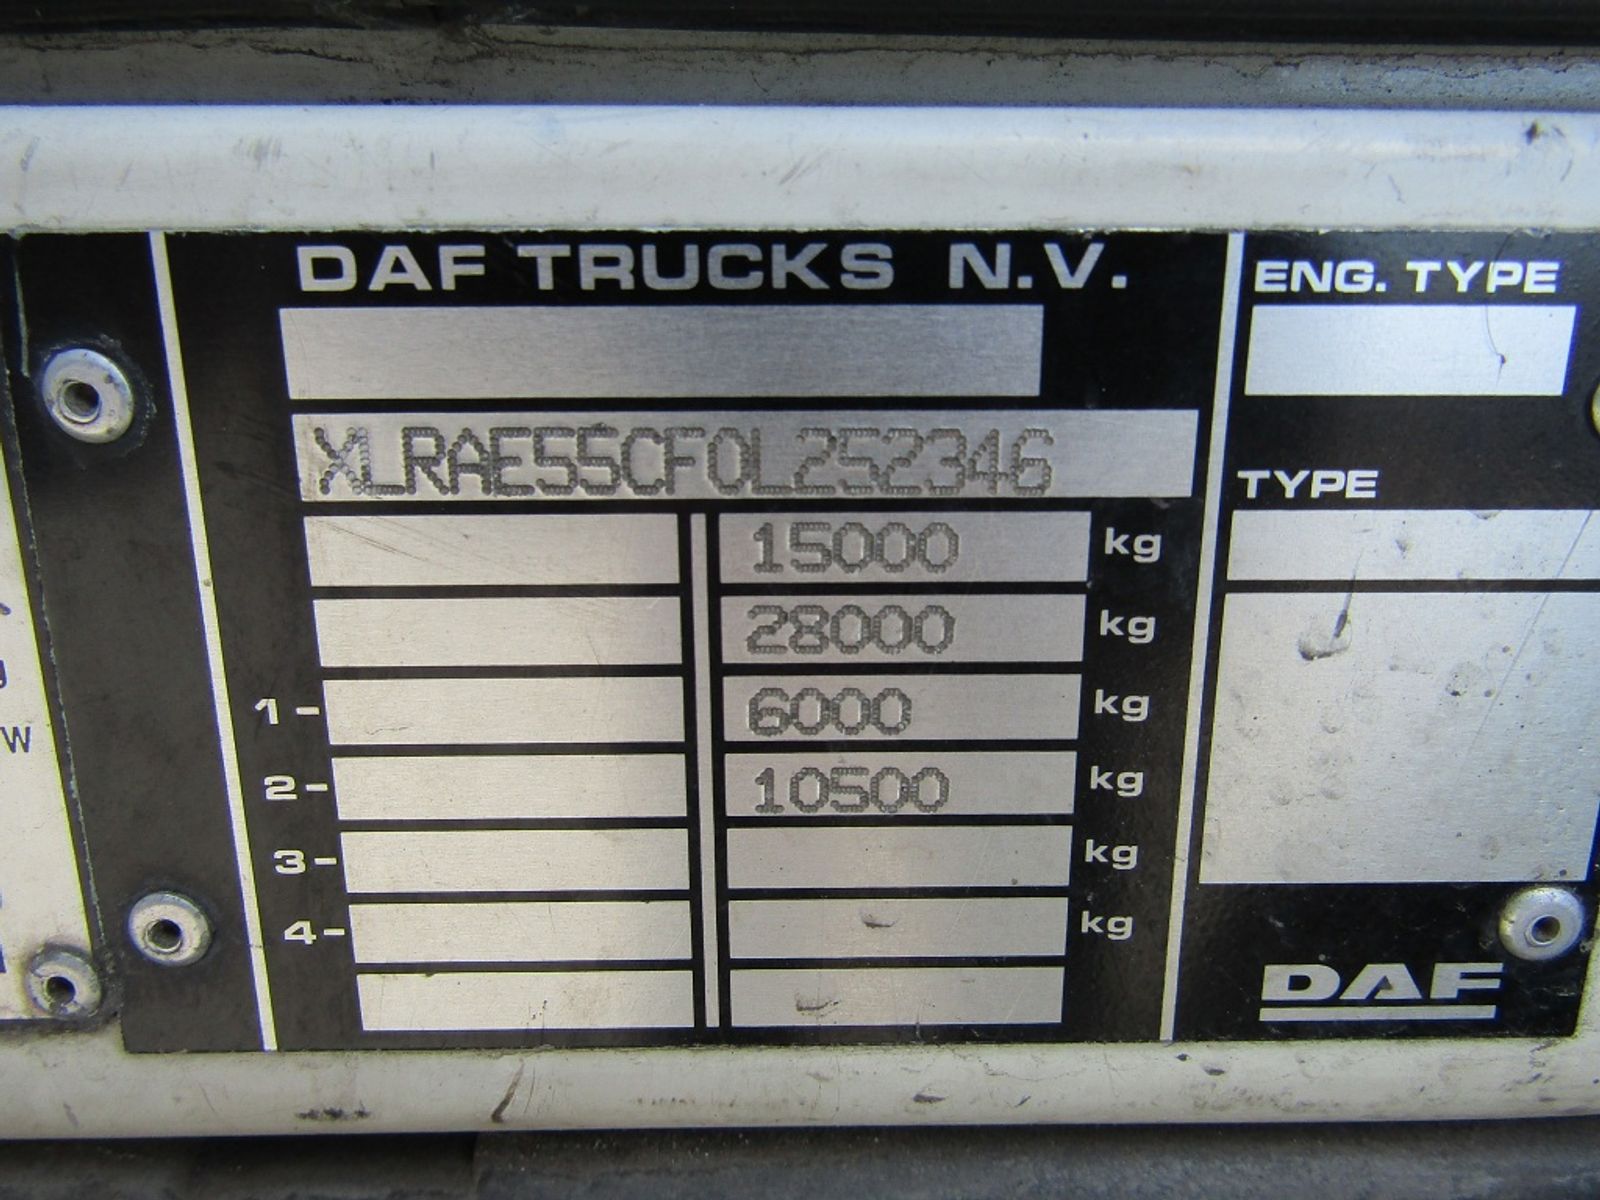 DAF TRUCKS N.V.
XLRAE55CF0L252346
15000 kg
28000 kg
1- 6000 kg
2- 10500 kg
3- kg
4- kg
ENG. TYPE
TYPE
DAF
W